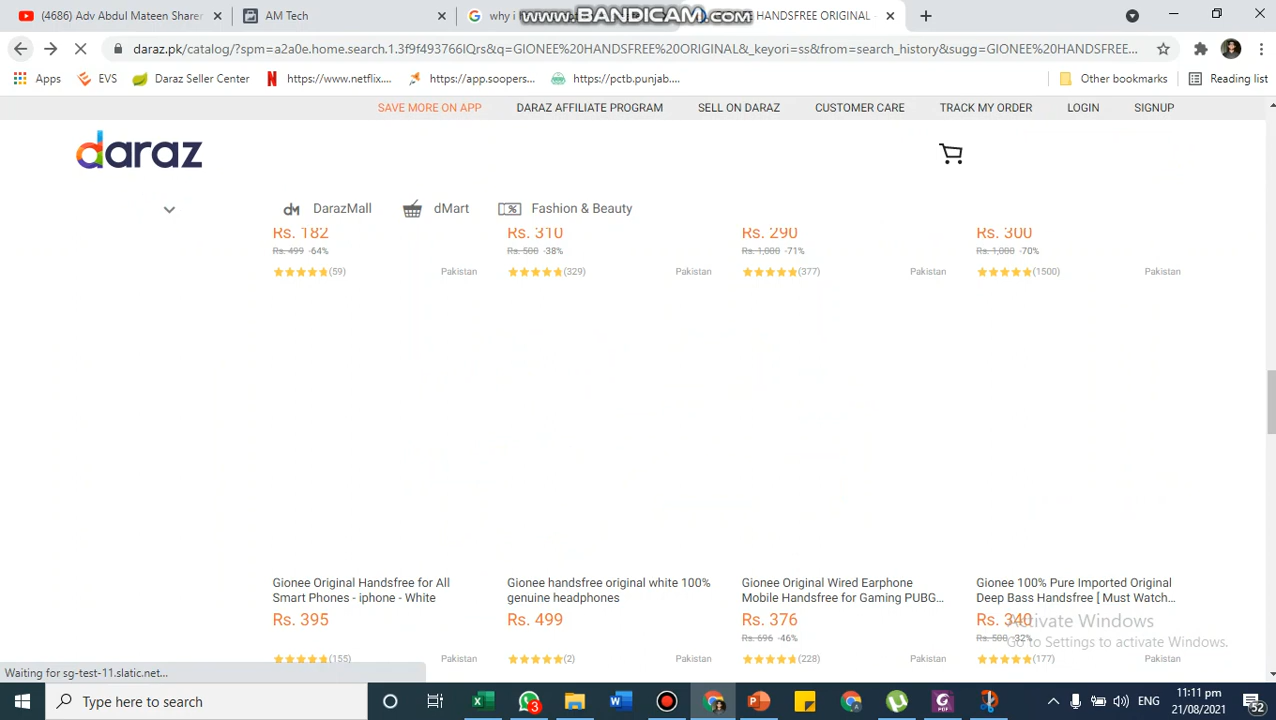 (4686) Adv Abdul Mateen Sharer
AM Tech
why i
www.BANDICAM.com
HANDSFREE ORIGINAL -
daraz.pk/catalog/?spm=a2a0e.home.search.1.3f9f493766IQrs&q=GIONEE%20HANDSFREE%20ORIGINAL&_keyori=ss&from=search_history&sugg=GIONEE%20HANDSFREE...
Apps
EVS
Daraz Seller Center
https://www.netflix...
https://app.soopers...
https://pctb.punjab....
Other bookmarks
Reading list
SAVE MORE ON APP
DARAZ AFFILIATE PROGRAM
SELL ON DARAZ
CUSTOMER CARE
TRACK MY ORDER
LOGIN
SIGNUP
daraz
DarazMall
dMart
Fashion & Beauty
Rs. 182
Rs. 310
Rs. 290
Rs. 300
Rs. 499 -64%
Rs. 500 -38%
Rs. 1,000 -71%
Rs. 1,000 -70%
(59)
Pakistan
(329)
Pakistan
(377)
Pakistan
(1500)
Pakistan
Gionee Original Handsfree for All
Smart Phones - iphone - White
Rs. 395
Gionee handsfree original white 100%
genuine headphones
Rs. 499
Gionee Original Wired Earphone
Mobile Handsfree for Gaming PUBG...
Rs. 376
Rs. 696 -46%
Gionee 100% Pure Imported Original
Deep Bass Handsfree [ Must Watch...
Rs. 340
Rs. 500 -32%
(155)
Pakistan
(2)
Pakistan
(228)
Pakistan
(177)
Pakistan
Activate Windows
Go to Settings to activate Windows.
Waiting for sg-test-11.slatic.net...
Type here to search
3
ENG
11:11 pm
21/08/2021
52